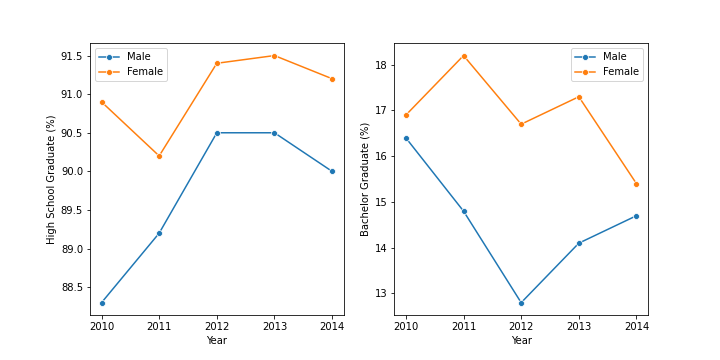 High School Graduate (%)
91.5
91.0
90.5
90.0
89.5
89.0
88.5
Male
Female
2010 2011 2012 2013 2014
Year
Bachelor Graduate (%)
18
17
16
15
14
13
Male
Female
2010 2011 2012 2013 2014
Year